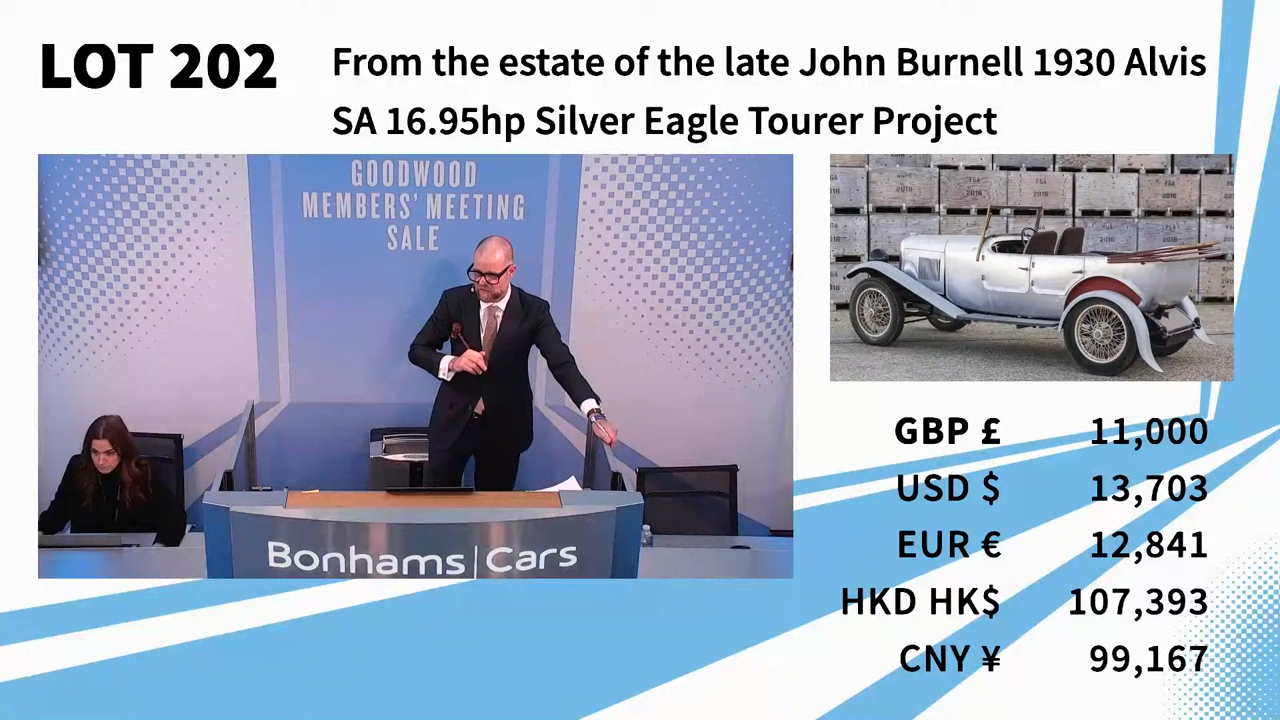 LOT 202
From the estate of the late John Burnell 1930 Alvis
SA 16.95hp Silver Eagle Tourer Project
GOODWOOD
MEMBERS' MEETING
SALE
Bonhams|Cars
GBP £ 11,000
USD $ 13,703
EUR € 12,841
HKD HK$ 107,393
CNY ¥ 99,167